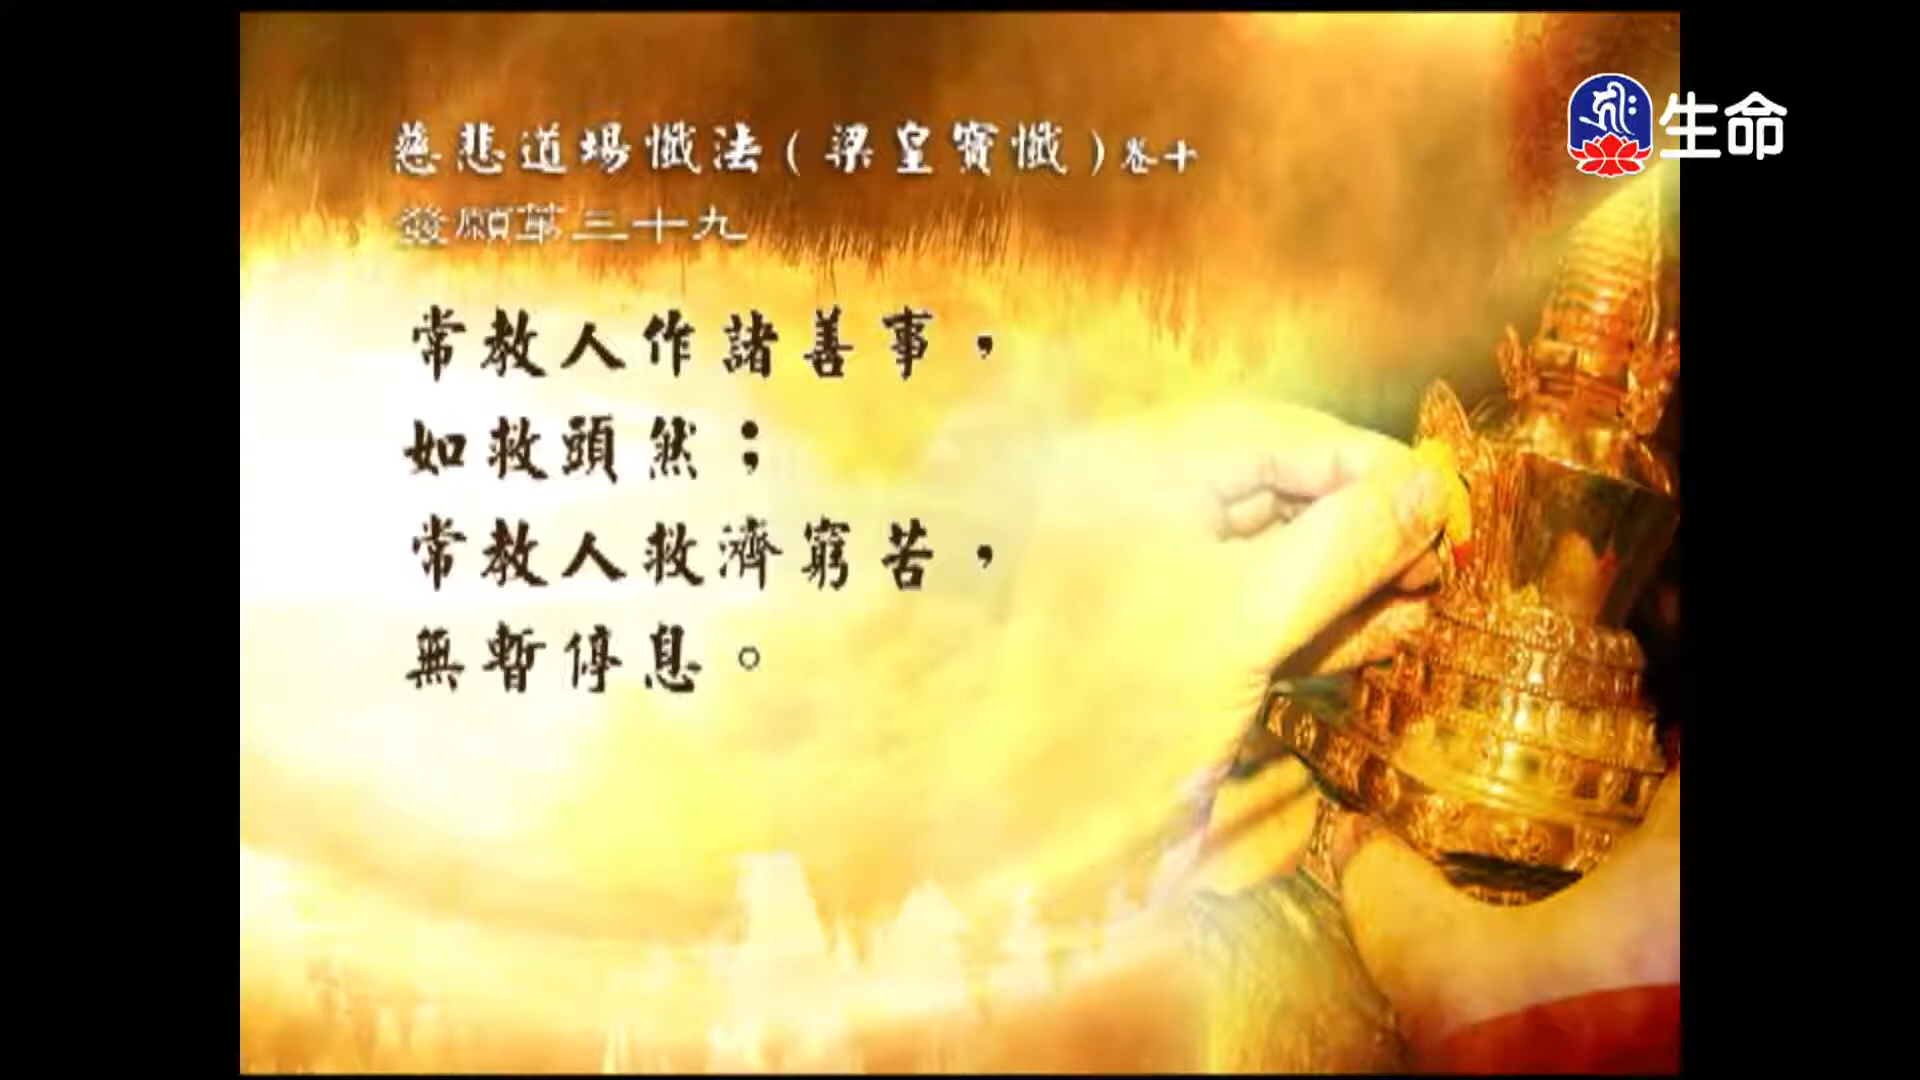 慈悲道場懺法(梁皇寶懺)卷十
發願第三十九
常教人作諸善事，
如救頭然；
常教人救濟窮苦，
無暫停息。
生命